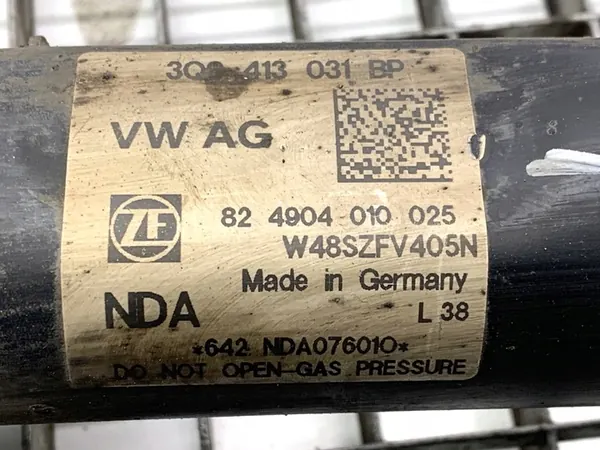 3Q0 413 031 BP
VW AG
ZF
82 4904 010 025
W48SZFV405N
Made in Germany
NDA
L 38
*642 NDA076010*
DO NOT OPEN-GAS PRESSURE